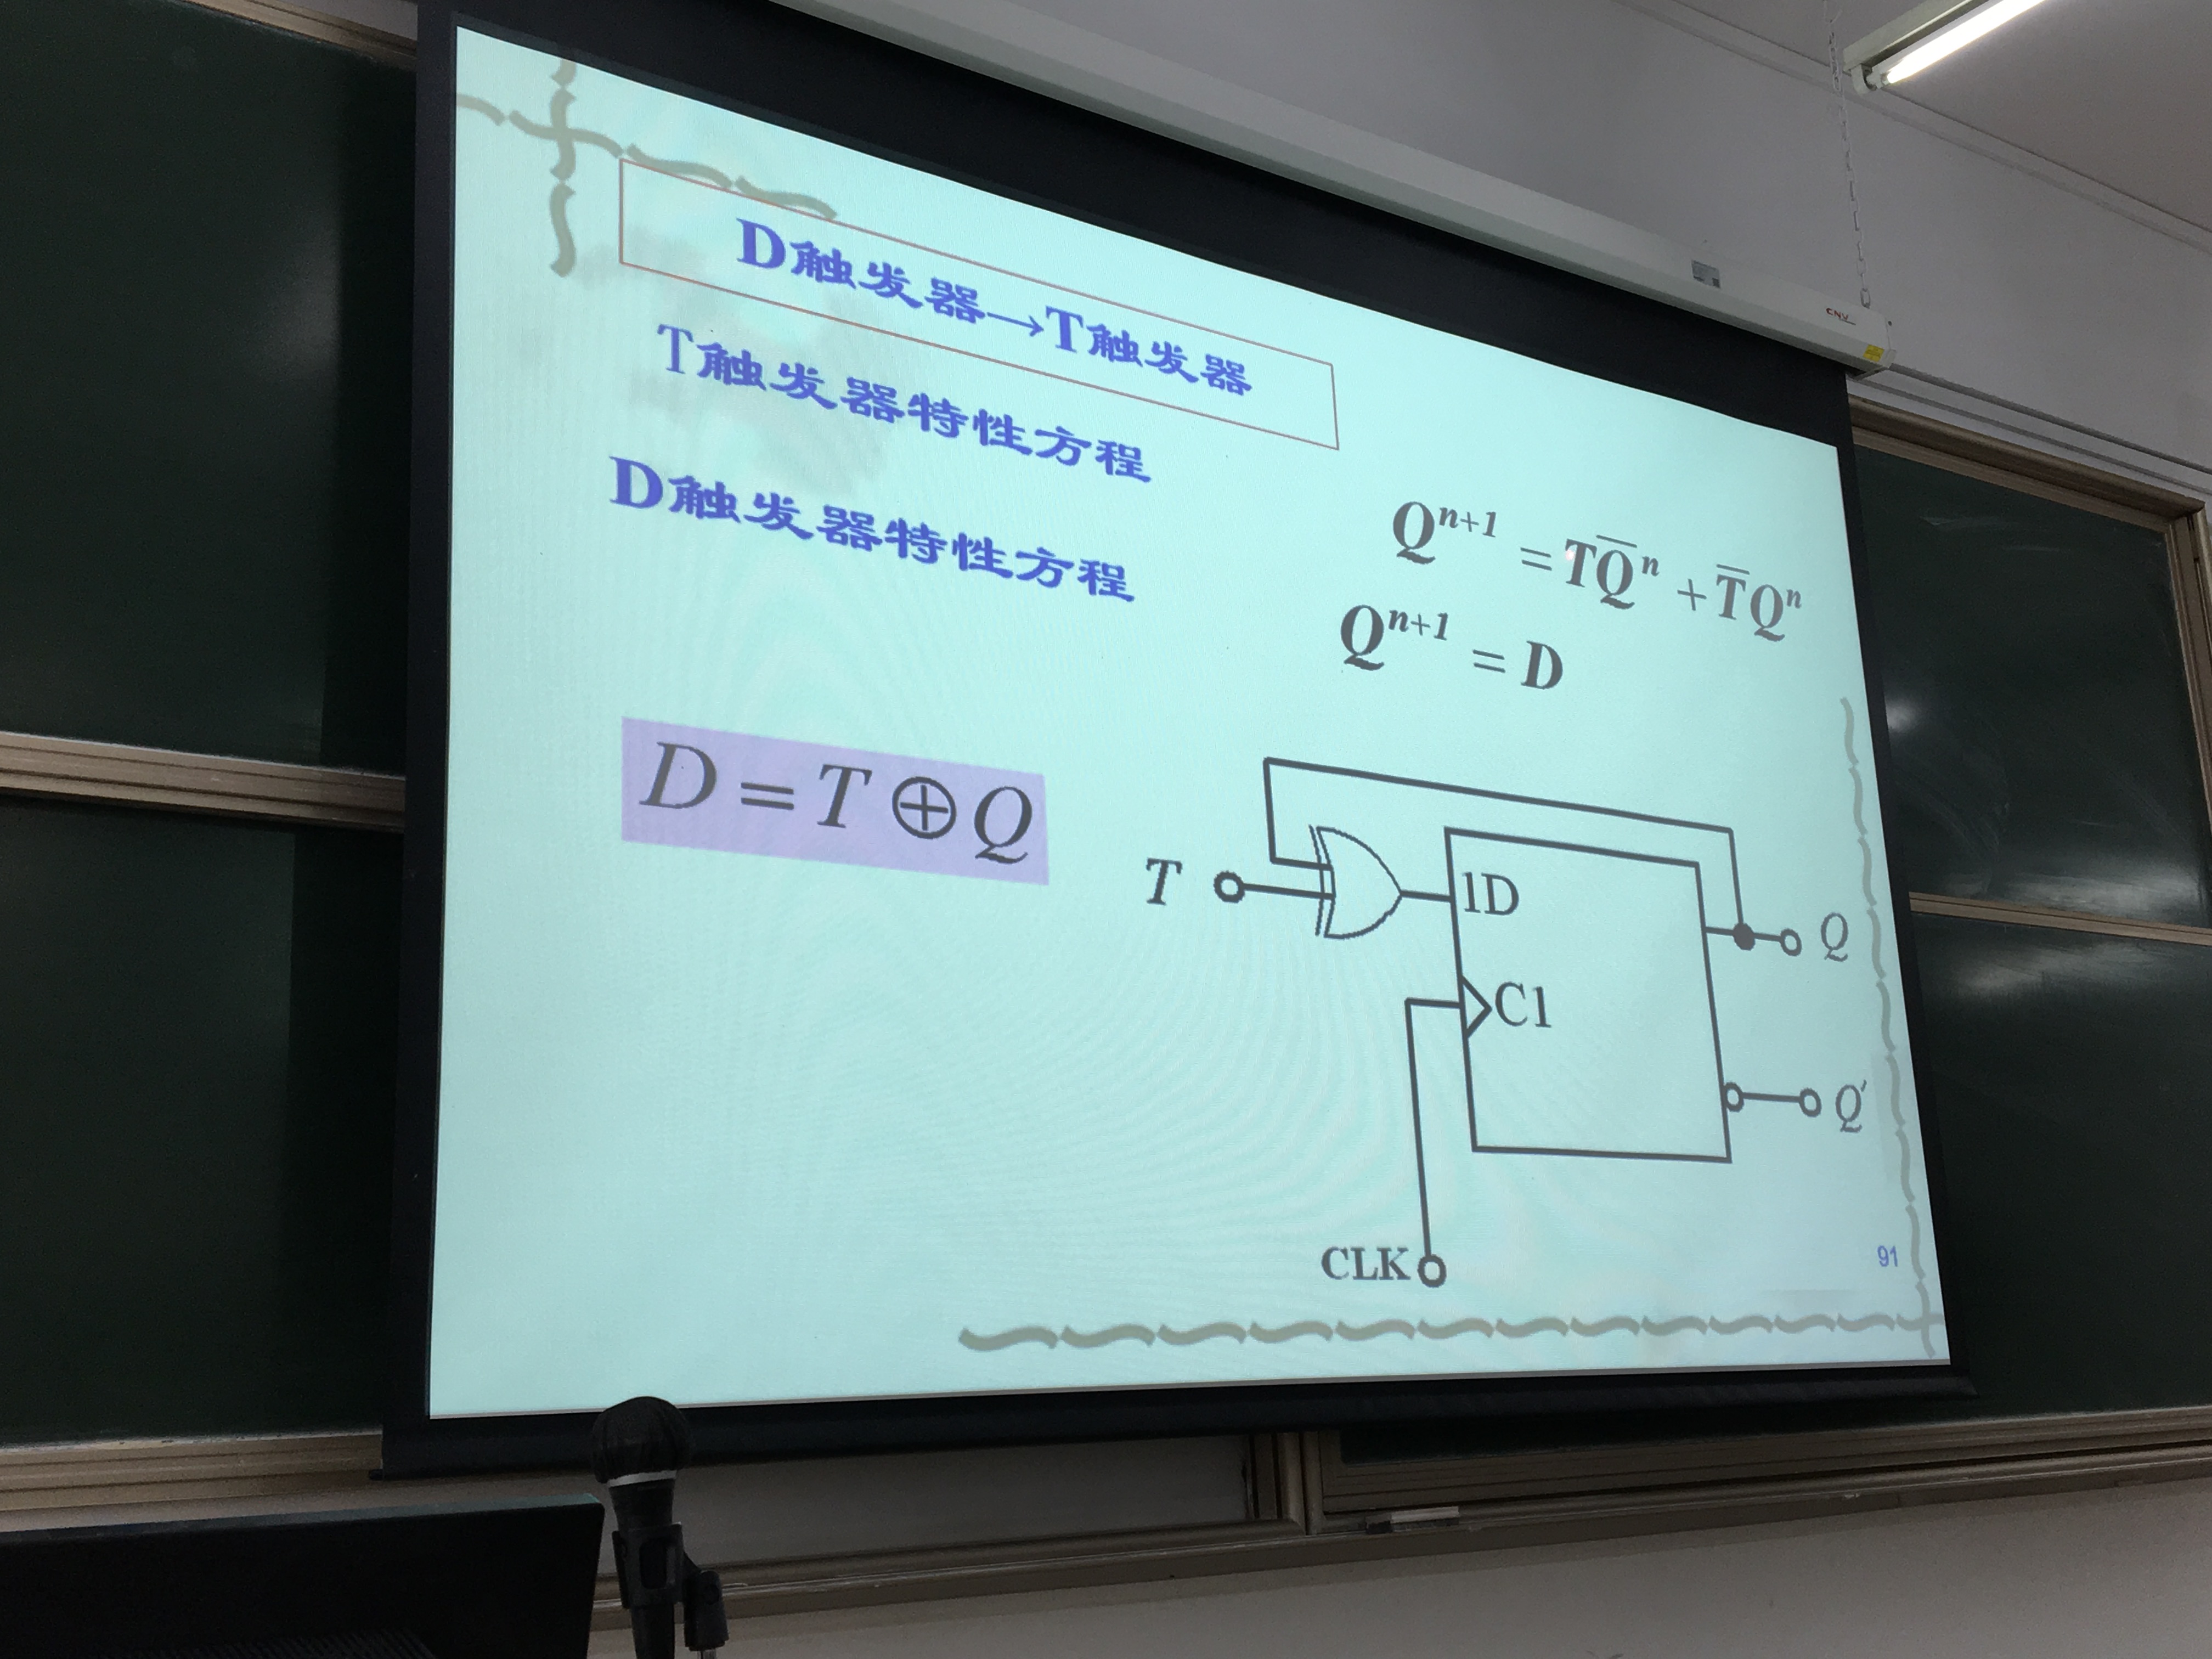 D触发器→T触发器
T触发器特性方程
Q^{n+1} = T\overline{Q}^n + \overline{T}Q^n
D触发器特性方程
Q^{n+1} = D
D = T ⊕ Q
T
1D
C1
Q
Q'
CLK
91
CNV